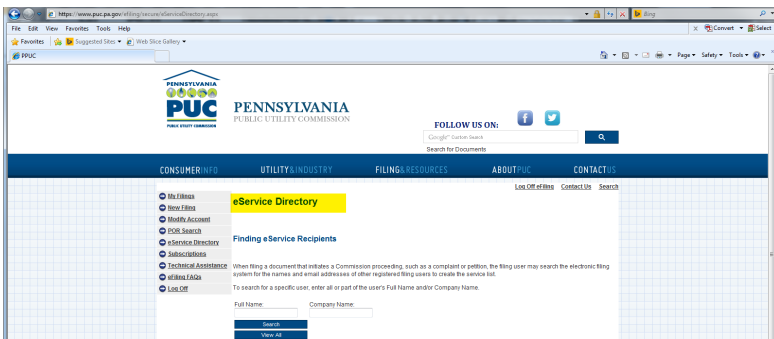 https://www.puc.pa.gov/efiling/secure/eServiceDirectory.aspx
Bing
File Edit View Favorites Tools Help
x Convert Select
Favorites Suggested Sites Web Slice Gallery
PPUC
Page Safety Tools
PENNSYLVANIA
PUC
PUBLIC UTILITY COMMISSION
PENNSYLVANIA
PUBLIC UTILITY COMMISSION
FOLLOW US ON:
Google Custom Search
Search for Documents
CONSUMERINFO UTILITY&INDUSTRY FILING&RESOURCES ABOUTPUC CONTACTUS
Log Off eFiling Contact Us Search
My Filings
New Filing
Modify Account
POR Search
eService Directory
Subscriptions
Technical Assistance
eFiling FAQs
Log Off
eService Directory
Finding eService Recipients
When filing a document that initiates a Commission proceeding, such as a complaint or petition, the filing user may search the electronic filing
system for the names and email addresses of other registered filing users to create the service list.
To search for a specific user, enter all or part of the user's Full Name and/or Company Name.
Full Name: Company Name:
Search
View All